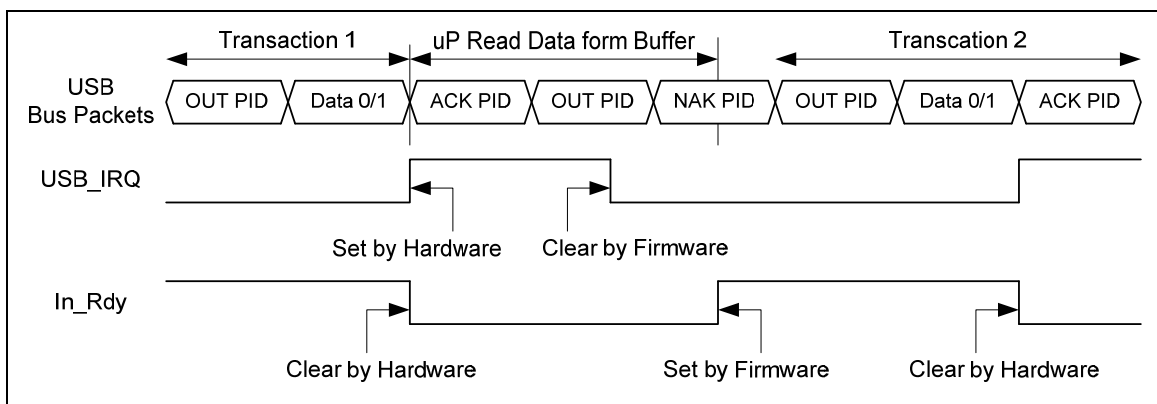 Transaction 1
uP Read Data form Buffer
Transcation 2
USB
Bus Packets
OUT PID
Data 0/1
ACK PID
OUT PID
NAK PID
OUT PID
Data 0/1
ACK PID
USB_IRQ
Set by Hardware
Clear by Firmware
In_Rdy
Clear by Hardware
Set by Firmware
Clear by Hardware